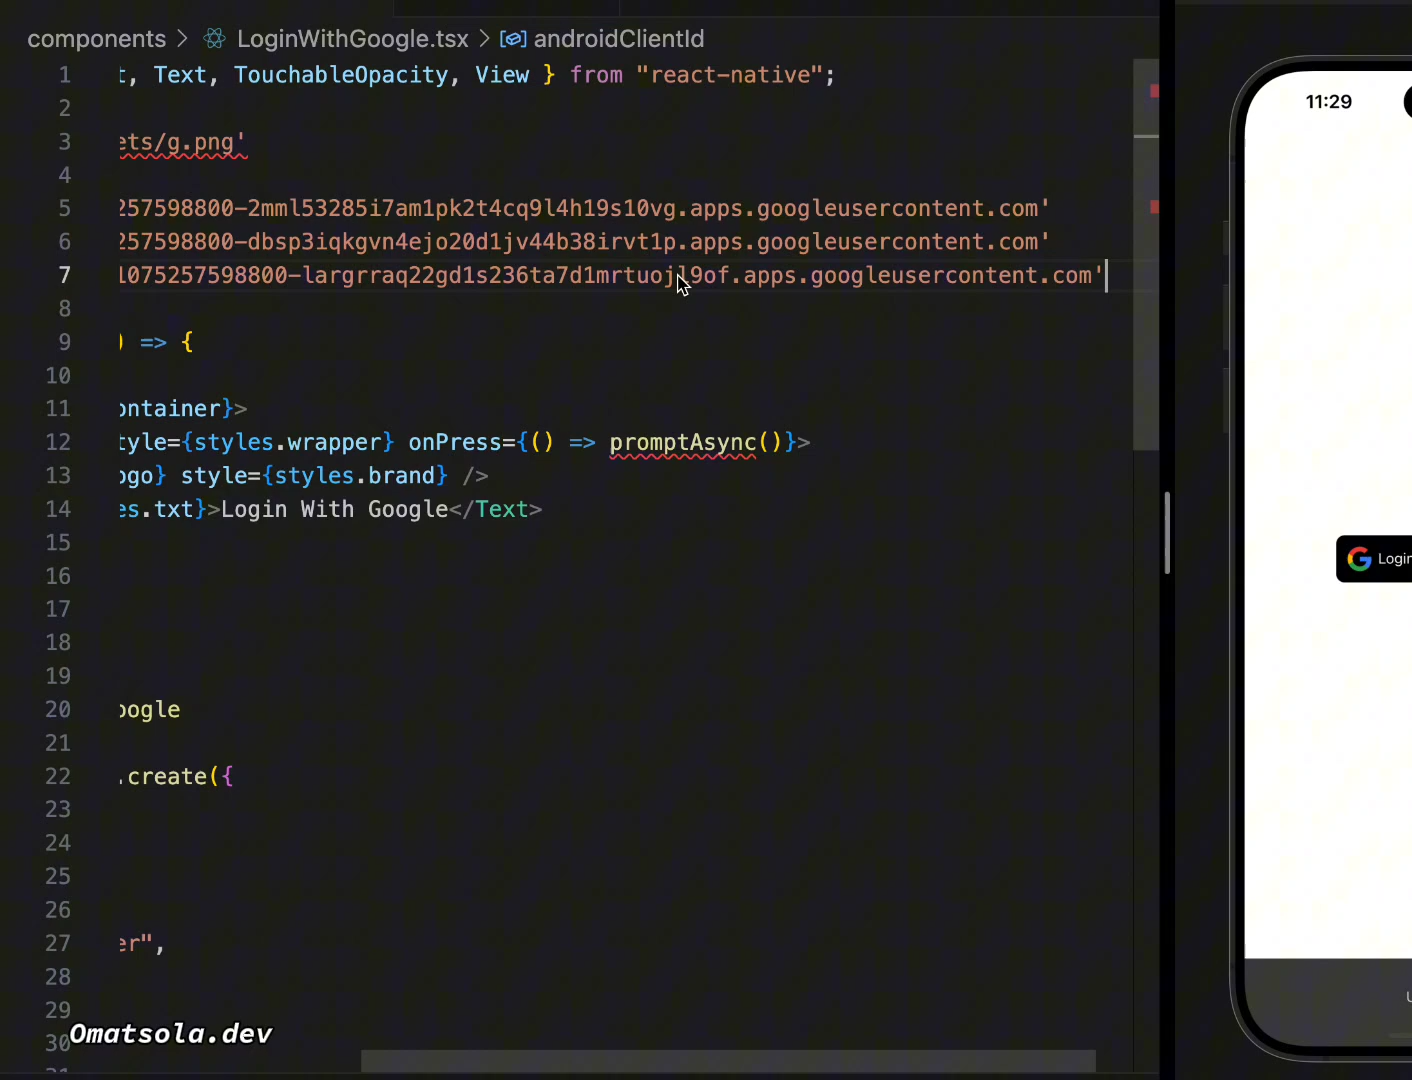 components > LoginWithGoogle.tsx > androidClientId
1 t, Text, TouchableOpacity, View } from "react-native";
2
3 ets/g.png'
4
5 257598800-2mml53285i7am1pk2t4cq9l4h19s10vg.apps.googleusercontent.com'
6 257598800-dbsp3iqkgvn4ejo20d1jv44b38irvt1p.apps.googleusercontent.com'
7 1075257598800-largrraq22gd1s236ta7d1mrtuojl9of.apps.googleusercontent.com'
8
9 ) => {
10
11 ontainer}>
12 tyle={styles.wrapper} onPress={() => promptAsync()}>
13 ogo} style={styles.brand} />
14 es.txt}>Login With Google</Text>
15
16
17
18
19
20 oogle
21
22 .create({
23
24
25
26
27 er",
28
29
30
31
Omatsola.dev
11:29
Login